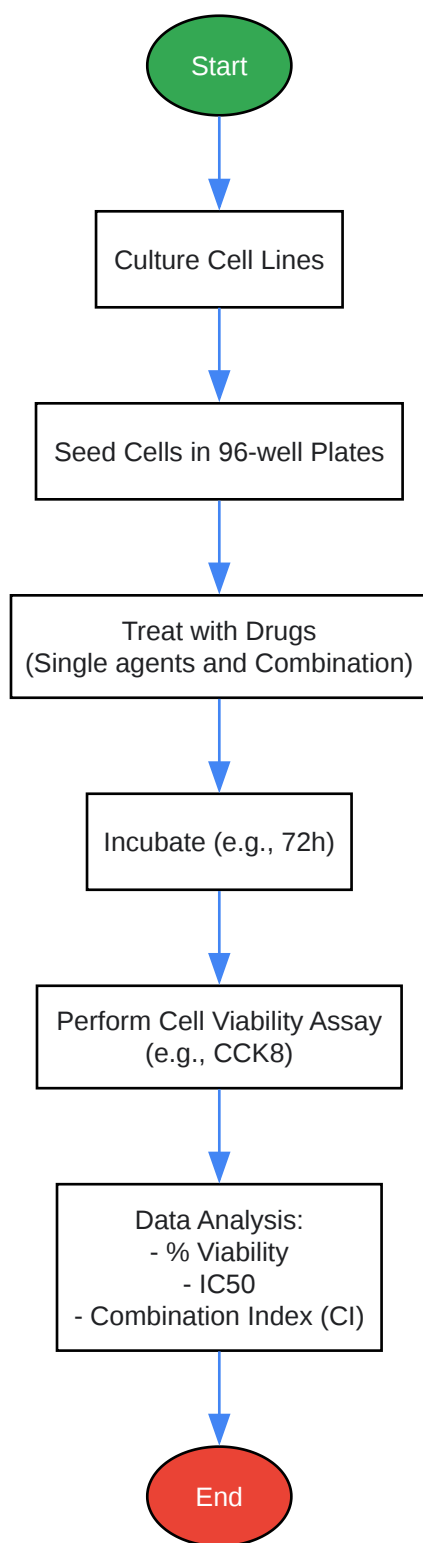 Start
Culture Cell Lines
Seed Cells in 96-well Plates
Treat with Drugs
(Single agents and Combination)
Incubate (e.g., 72h)
Perform Cell Viability Assay
(e.g., CCK8)
Data Analysis:
- % Viability
- IC50
- Combination Index (CI)
End